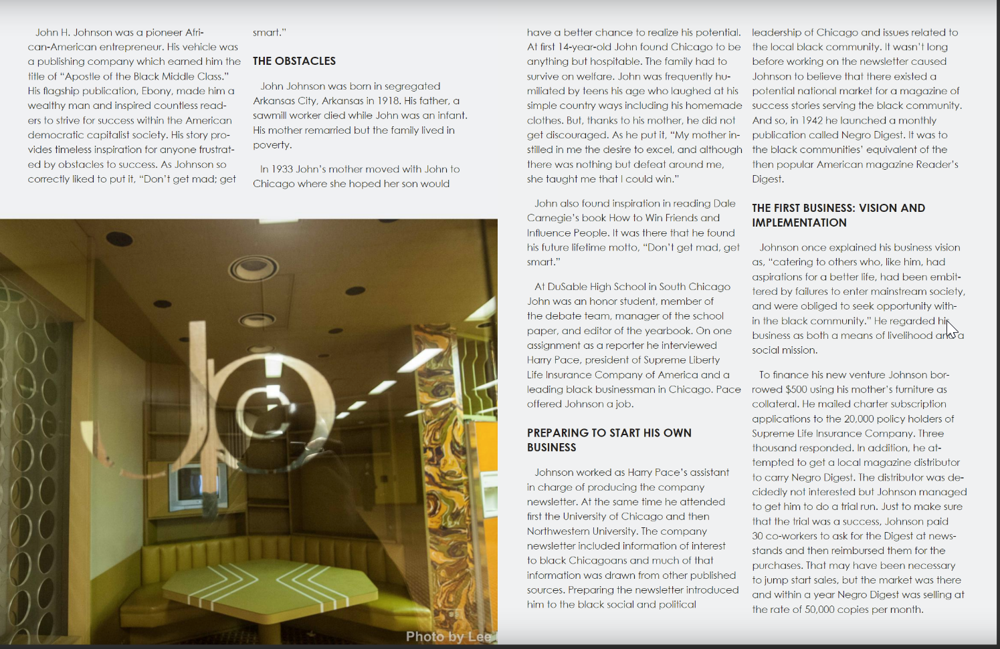 John H. Johnson was a pioneer Afri-
can-American entrepreneur. His vehicle was
a publishing company which earned him the
title of “Apostle of the Black Middle Class.”
His flagship publication, Ebony, made him a
wealthy man and inspired countless read-
ers to strive for success within the American
democratic capitalist society. His story pro-
vides timeless inspiration for anyone frustrat-
ed by obstacles to success. As Johnson so
correctly liked to put it, “Don’t get mad; get
smart.”
THE OBSTACLES
John Johnson was born in segregated
Arkansas City, Arkansas in 1918. His father, a
sawmill worker died while John was an infant.
His mother remarried but the family lived in
poverty.
In 1933 John’s mother moved with John to
Chicago where she hoped her son would
have a better chance to realize his potential.
At first 14-year-old John found Chicago to be
anything but hospitable. The family had to
survive on welfare. John was frequently hu-
miliated by teens his age who laughed at his
simple country ways including his homemade
clothes. But, thanks to his mother, he did not
get discouraged. As he put it, “My mother in-
stilled in me the desire to excel, and although
there was nothing but defeat around me,
she taught me that I could win.”
John also found inspiration in reading Dale
Carnegie’s book How to Win Friends and
Influence People. It was there that he found
his future lifetime motto, “Don’t get mad, get
smart.”
At DuSable High School in South Chicago
John was an honor student, member of
the debate team, manager of the school
paper, and editor of the yearbook. On one
assignment as a reporter he interviewed
Harry Pace, president of Supreme Liberty
Life Insurance Company of America and a
leading black businessman in Chicago. Pace
offered Johnson a job.
PREPARING TO START HIS OWN
BUSINESS
Johnson worked as Harry Pace’s assistant
in charge of producing the company
newsletter. At the same time he attended
first the University of Chicago and then
Northwestern University. The company
newsletter included information of interest
to black Chicagoans and much of that
information was drawn from other published
sources. Preparing the newsletter introduced
him to the black social and political
leadership of Chicago and issues related to
the local black community. It wasn’t long
before working on the newsletter caused
Johnson to believe that there existed a
potential national market for a magazine of
success stories serving the black community.
And so, in 1942 he launched a monthly
publication called Negro Digest. It was to
the black communities’ equivalent of the
then popular American magazine Reader’s
Digest.
THE FIRST BUSINESS: VISION AND
IMPLEMENTATION
Johnson once explained his business vision
as, “catering to others who, like him, had
aspirations for a better life, had been embit-
tered by failures to enter mainstream society,
and were obliged to seek opportunity with-
in the black community.” He regarded his
business as both a means of livelihood and a
social mission.
To finance his new venture Johnson bor-
rowed $500 using his mother’s furniture as
collateral. He mailed charter subscription
applications to the 20,000 policy holders of
Supreme Life Insurance Company. Three
thousand responded. In addition, he at-
tempted to get a local magazine distributor
to carry Negro Digest. The distributor was de-
cidedly not interested but Johnson managed
to get him to do a trial run. Just to make sure
that the trial was a success, Johnson paid
30 co-workers to ask for the Digest at news-
stands and then reimbursed them for the
purchases. That may have been necessary
to jump start sales, but the market was there
and within a year Negro Digest was selling at
the rate of 50,000 copies per month.
Photo by Lee